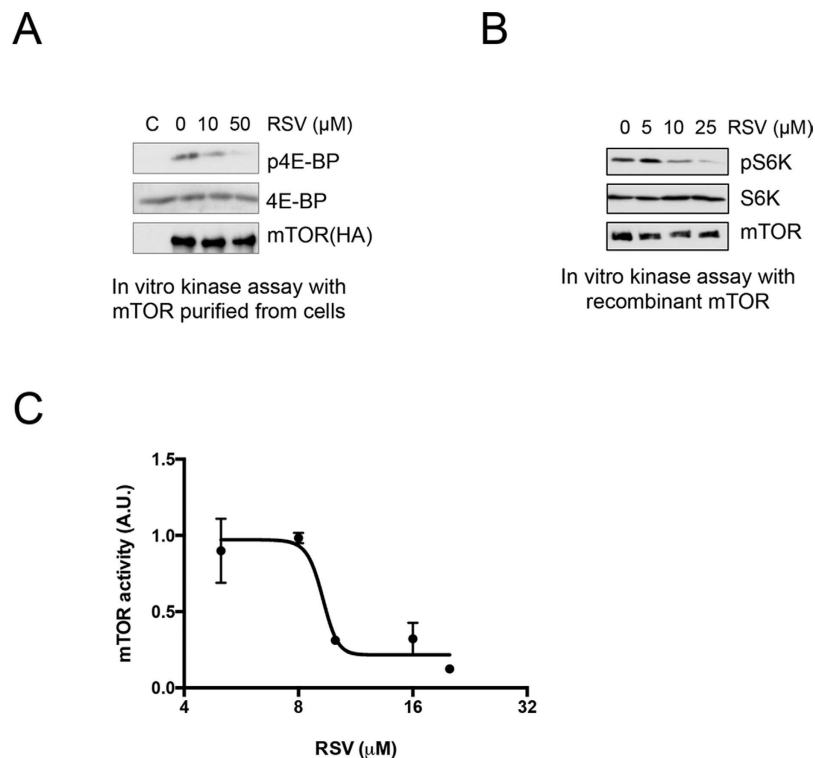 A
C 0 10 50 RSV (µM)
p4E-BP
4E-BP
mTOR(HA)
In vitro kinase assay with
mTOR purified from cells
B
0 5 10 25 RSV (µM)
pS6K
S6K
mTOR
In vitro kinase assay with
recombinant mTOR
C
mTOR activity (A.U.)
1.5
1.0
0.5
0.0
4 8 16 32
RSV (µM)